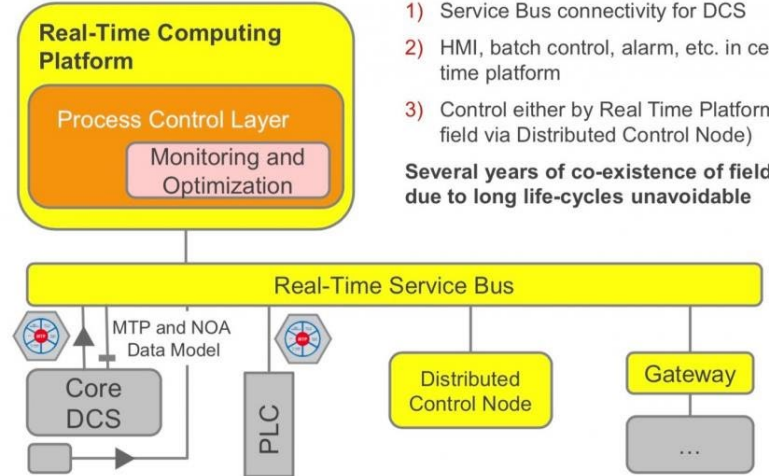 Real-Time Computing
Platform
Process Control Layer
Monitoring and
Optimization
1) Service Bus connectivity for DCS
2) HMI, batch control, alarm, etc. in ce
time platform
3) Control either by Real Time Platform
field via Distributed Control Node)
Several years of co-existence of field
due to long life-cycles unavoidable
Real-Time Service Bus
MTP and NOA
Data Model
MTP
MTP
Core
DCS
PLC
Distributed
Control Node
Gateway
...